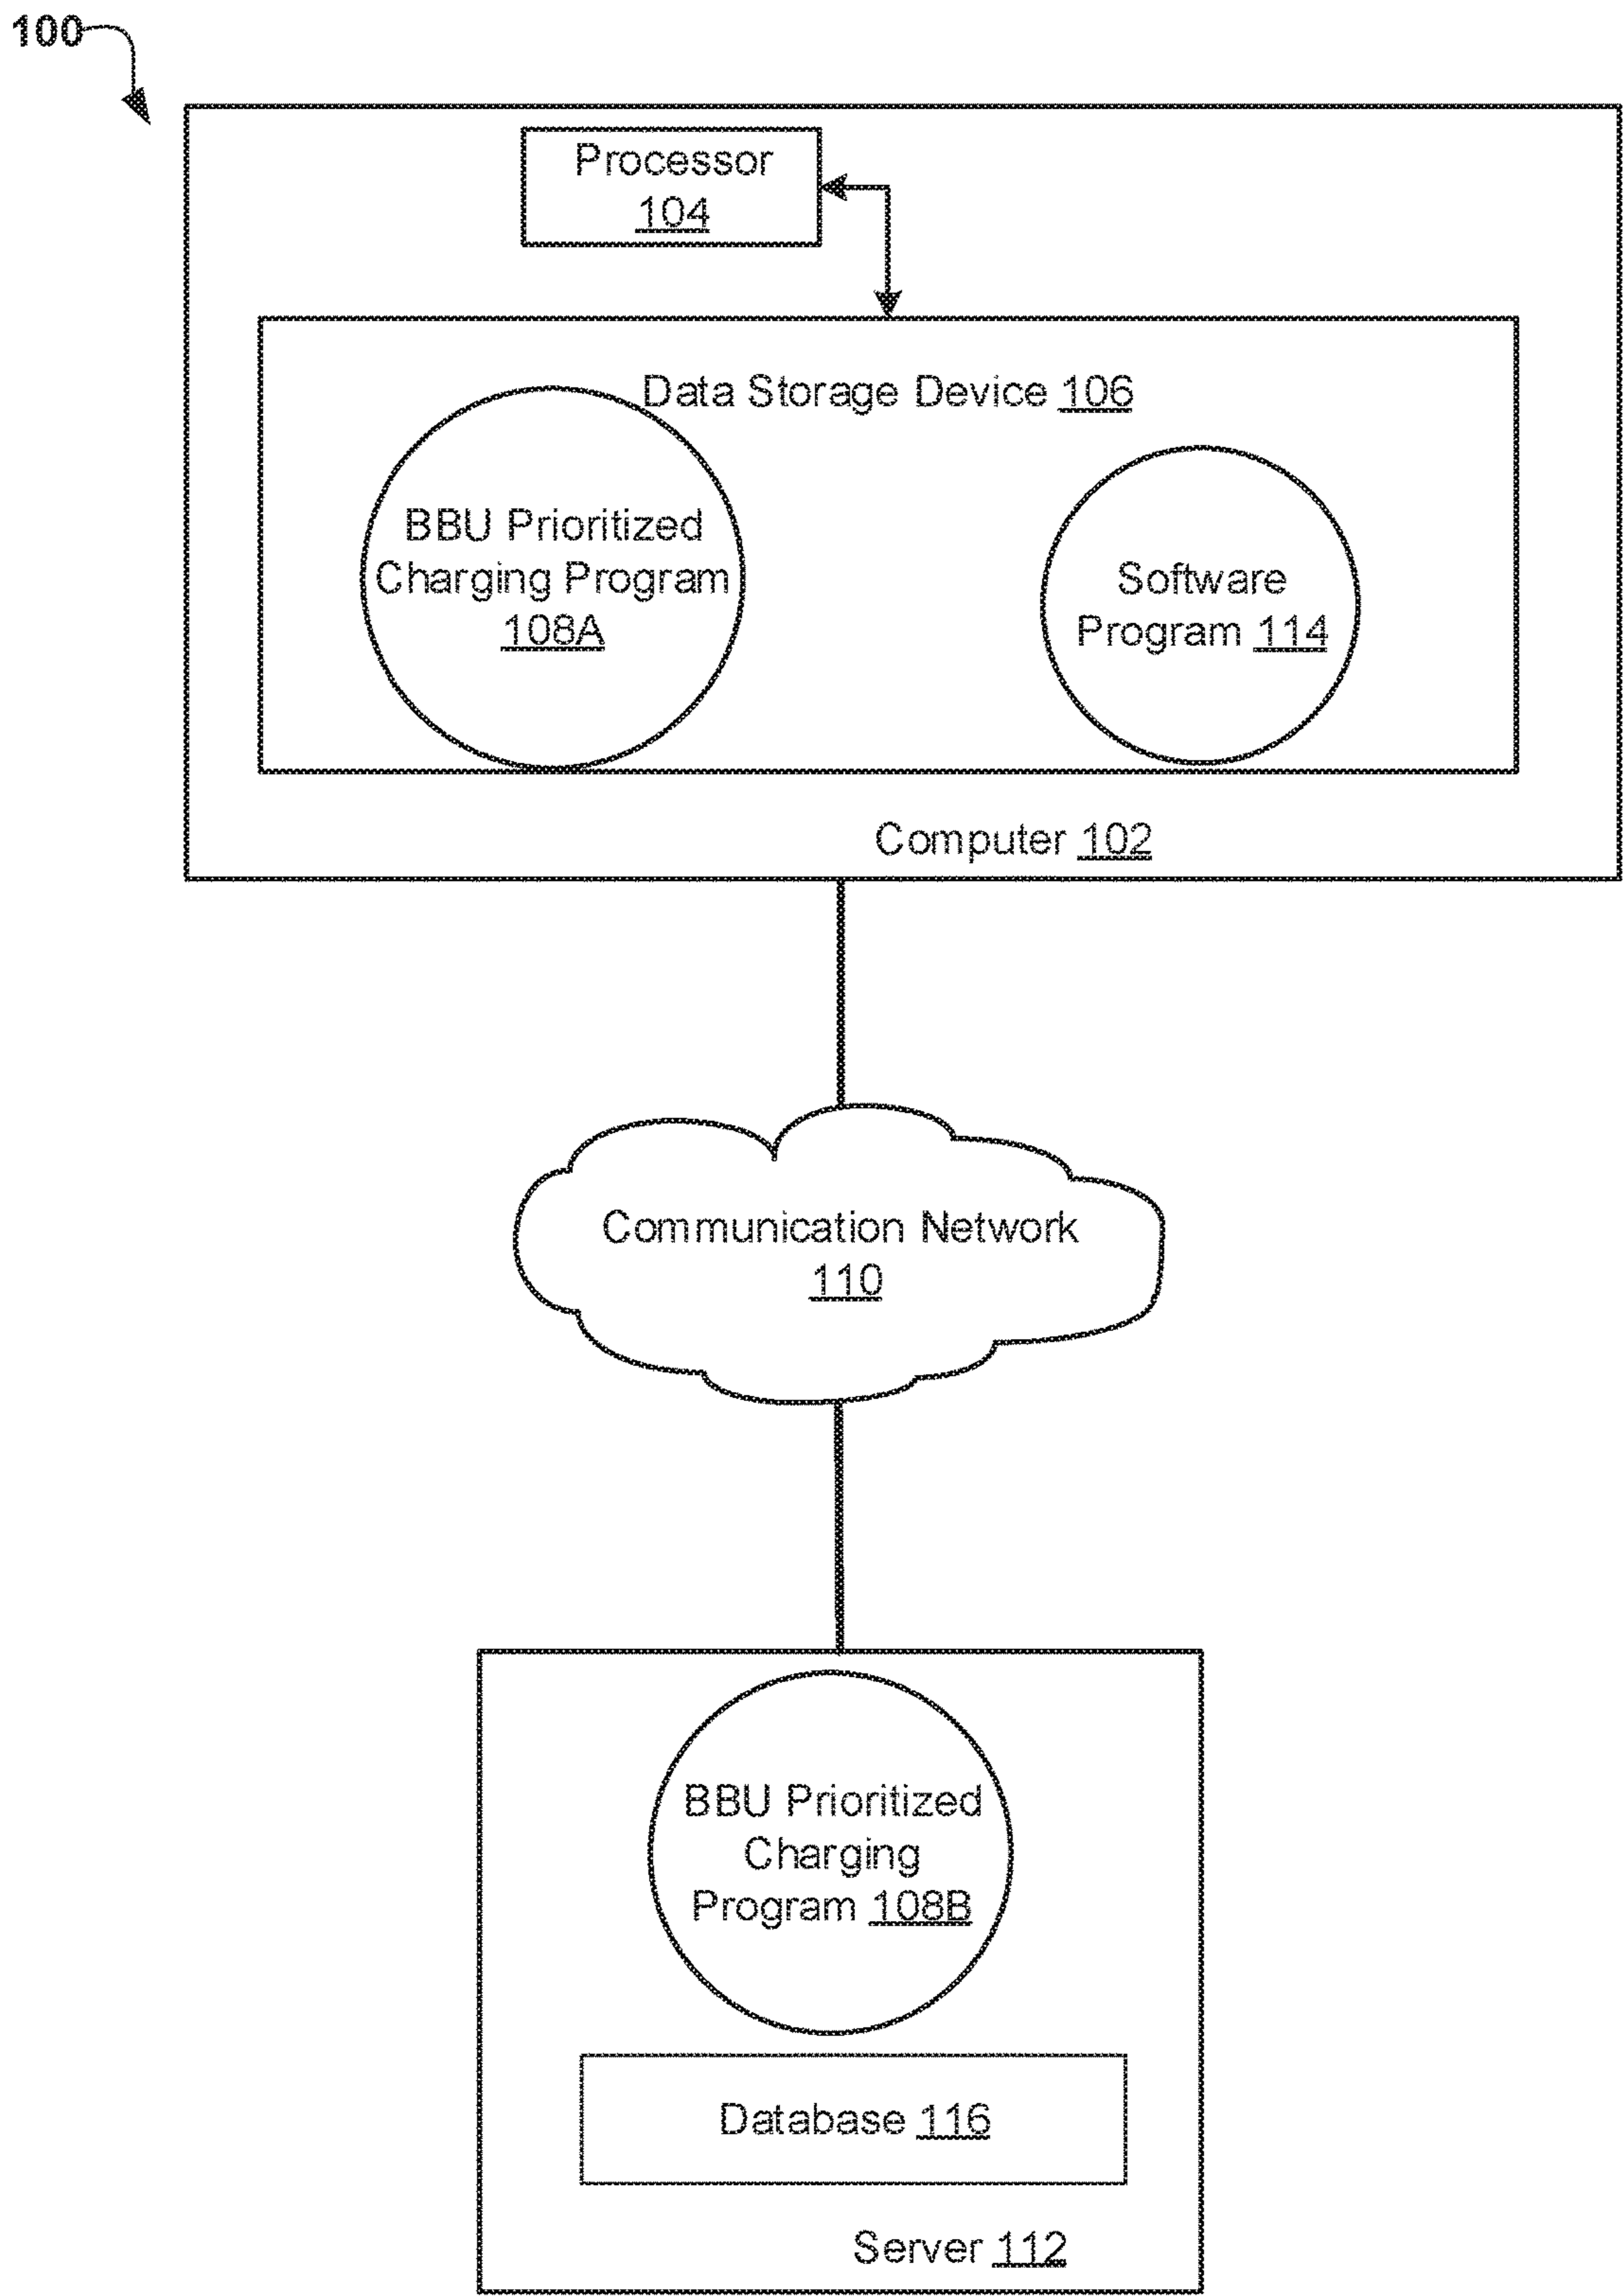 100
Processor
104
Data Storage Device 106
BBU Prioritized
Charging Program
108A
Software
Program 114
Computer 102
Communication Network
110
BBU Prioritized
Charging
Program 108B
Database 116
Server 112